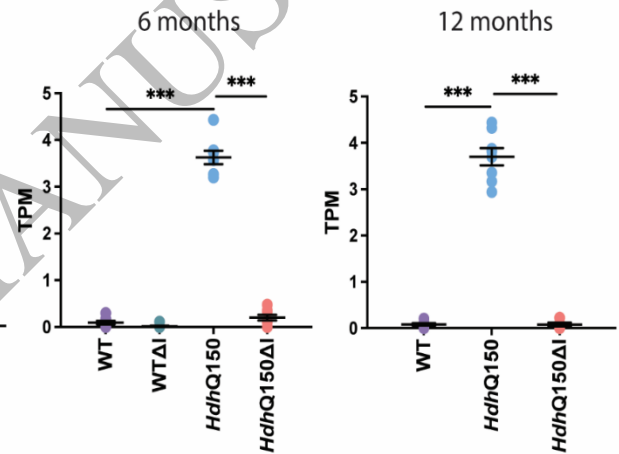 6 months
12 months
***
***
***
***
TPM
5
4
3
2
1
0
WT
WTΔI
HdhQ150
HdhQ150ΔI
TPM
5
4
3
2
1
0
WT
HdhQ150
HdhQ150ΔI